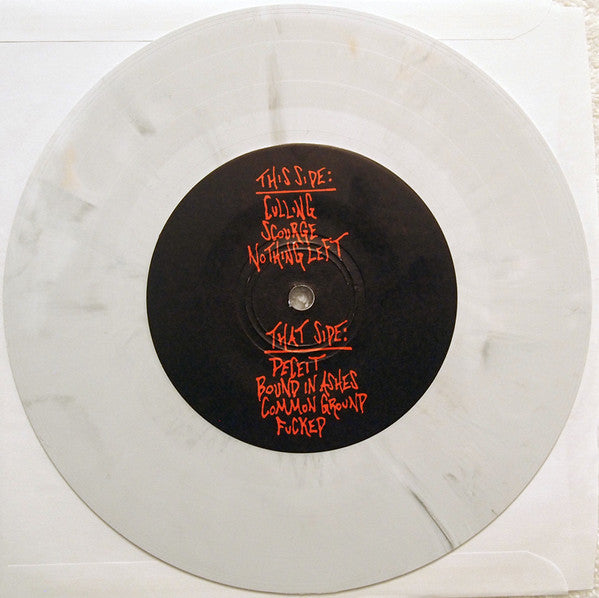 THIS SIDE:
CULLING
SCOURGE
NOTHING LEFT
THAT SIDE:
DECEIT
BOUND IN ASHES
COMMON GROUND
FUCKED